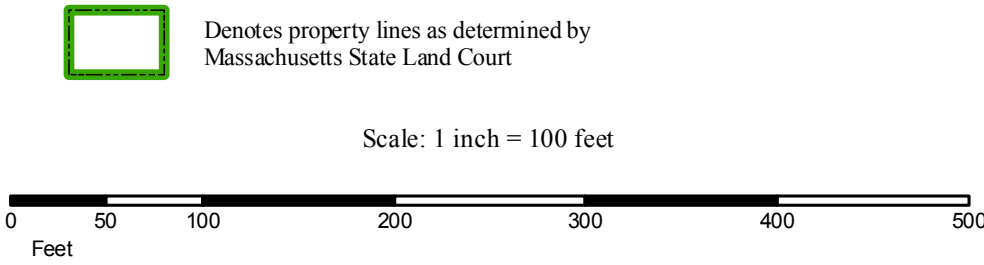 Denotes property lines as determined by
Massachusetts State Land Court
Scale: 1 inch = 100 feet
0 50 100 200 300 400 500
Feet